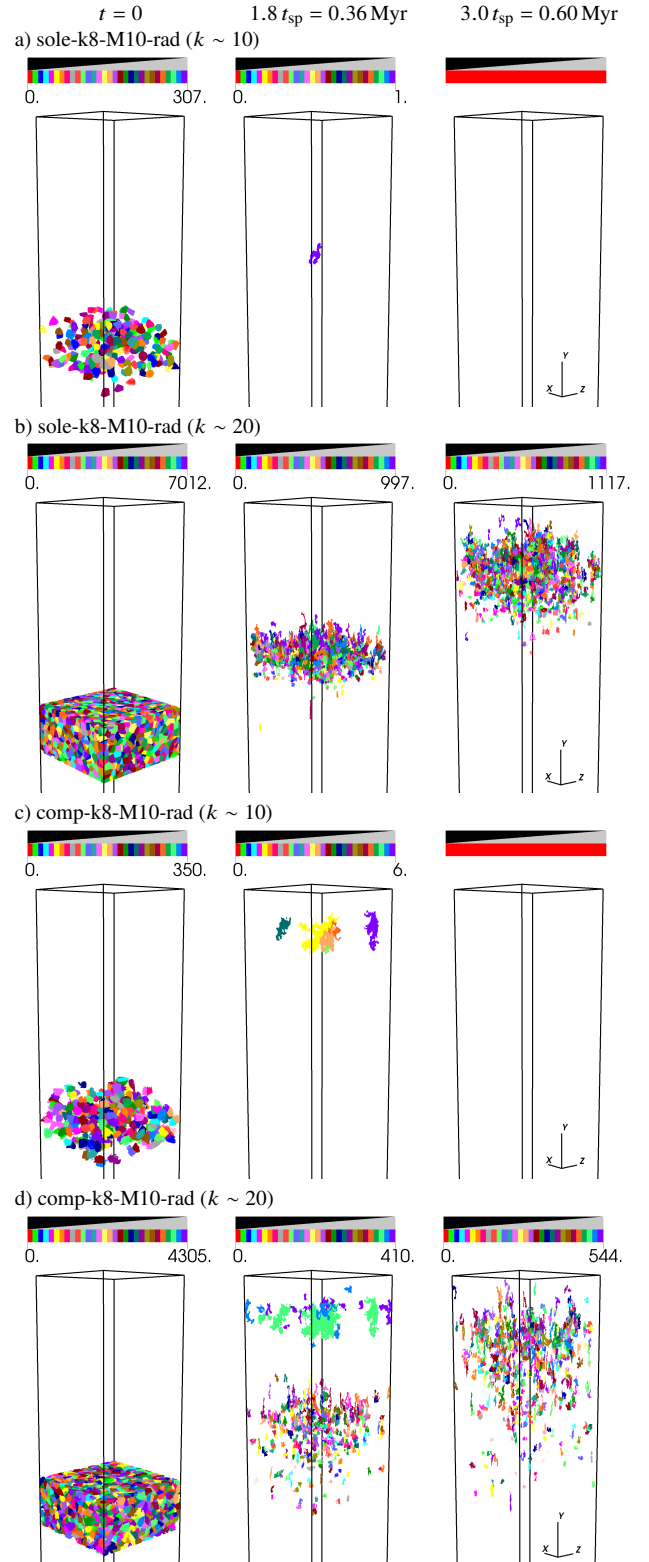 t = 0 1.8 t_sp = 0.36 Myr 3.0 t_sp = 0.60 Myr
a) sole-k8-M10-rad (k ∼ 10)
0. 307. 0. 1.
Y
X Z
b) sole-k8-M10-rad (k ∼ 20)
0. 7012. 0. 997. 0. 1117.
Y
X Z
c) comp-k8-M10-rad (k ∼ 10)
0. 350. 0. 6.
Y
X Z
d) comp-k8-M10-rad (k ∼ 20)
0. 4305. 0. 410. 0. 544.
Y
X Z